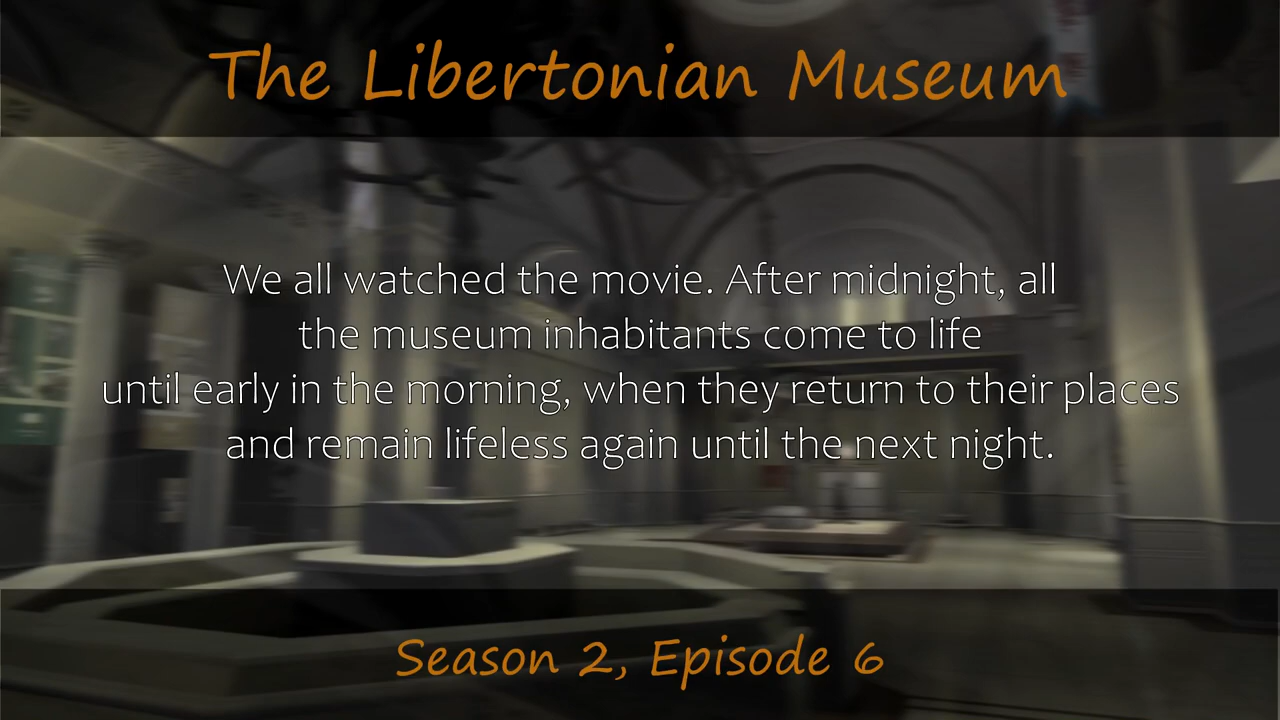 The Libertonian Museum
We all watched the movie. After midnight, all
the museum inhabitants come to life
until early in the morning, when they return to their places
and remain lifeless again until the next night.
Season 2, Episode 6